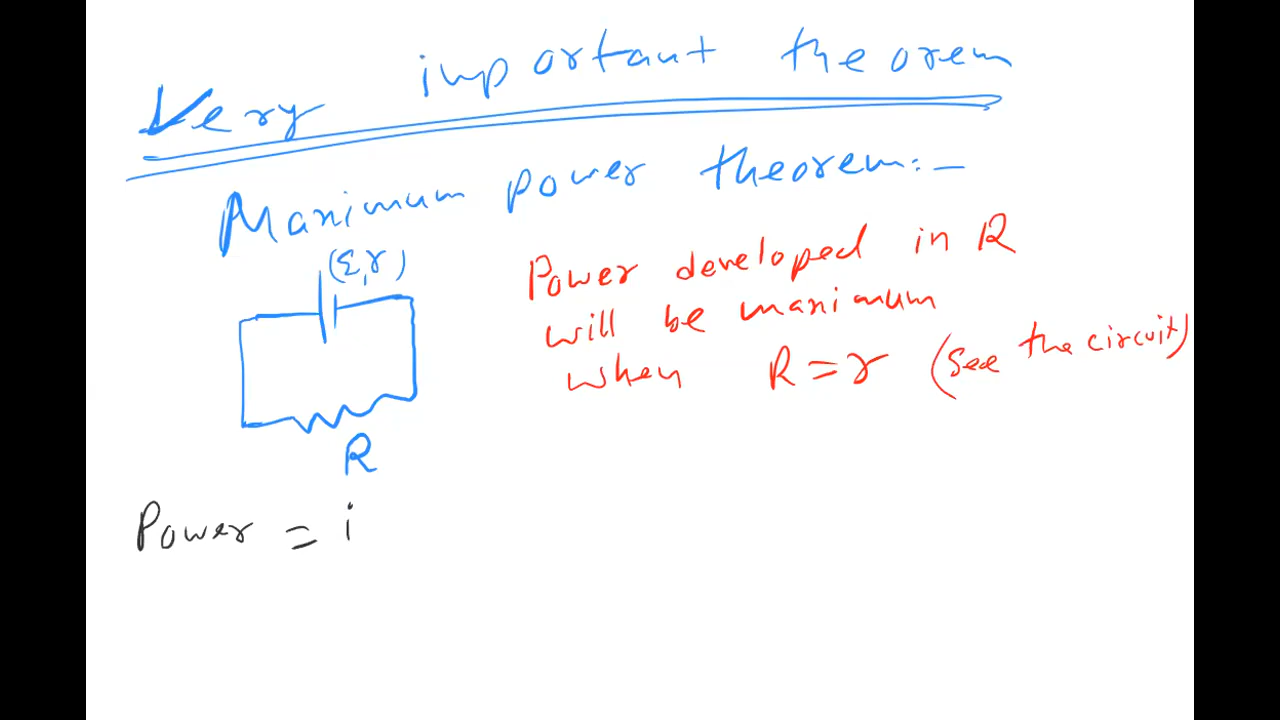 Very important theorem
Maximum power theorem:-
(ε,r)
R
Power developed in R
will be maximum
when R = r (See the circuit)
Power = i